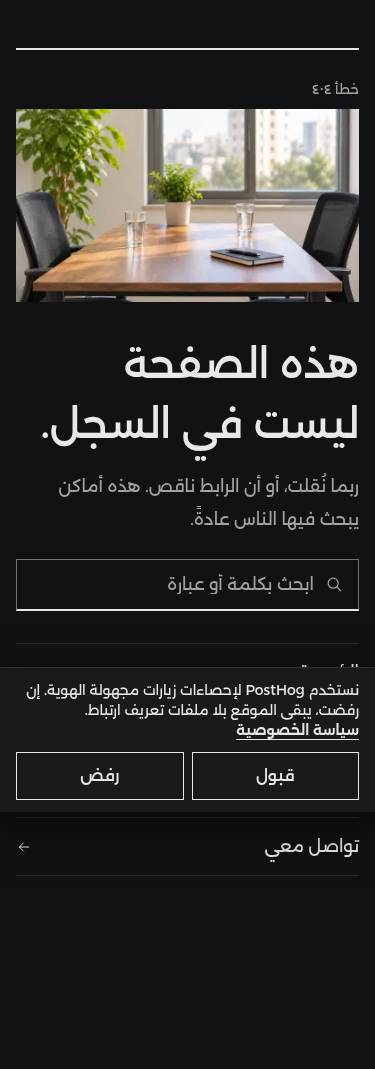 خطأ ٤٠٤
هذه الصفحة
ليست في السجل.
ربما نُقلت، أو أن الرابط ناقص. هذه أماكن
يبحث فيها الناس عادةً.
ابحث بكلمة أو عبارة
نستخدم PostHog لإحصاءات زيارات مجهولة الهوية. إن
رفضت، يبقى الموقع بلا ملفات تعريف ارتباط.
سياسة الخصوصية
قبول
رفض
تواصل معي